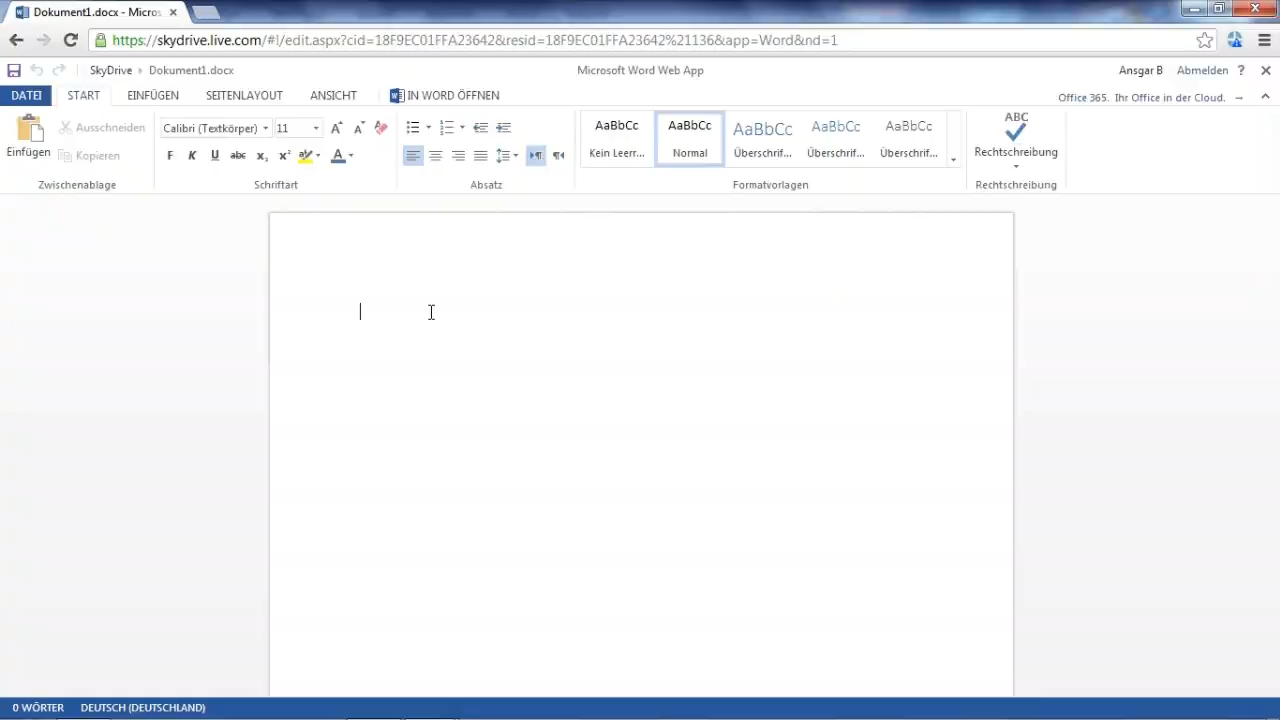 Dokument1.docx - Micros
https://skydrive.live.com/#!/edit.aspx?cid=18F9EC01FFA23642&resid=18F9EC01FFA23642%21136&app=Word&nd=1
SkyDrive › Dokument1.docx Microsoft Word Web App Ansgar B Abmelden ?
DATEI START EINFÜGEN SEITENLAYOUT ANSICHT IN WORD ÖFFNEN Office 365. Ihr Office in der Cloud. →
Einfügen
Ausschneiden
Kopieren
Zwischenablage
Calibri (Textkörper) 11
F K U abc x₂ x² ab A
Schriftart
Absatz
AaBbCc AaBbCc AaBbCc AaBbCc AaBbCc
Kein Leerr... Normal Überschrif... Überschrif... Überschrif...
Formatvorlagen
ABC
Rechtschreibung
Rechtschreibung
0 WÖRTER DEUTSCH (DEUTSCHLAND)